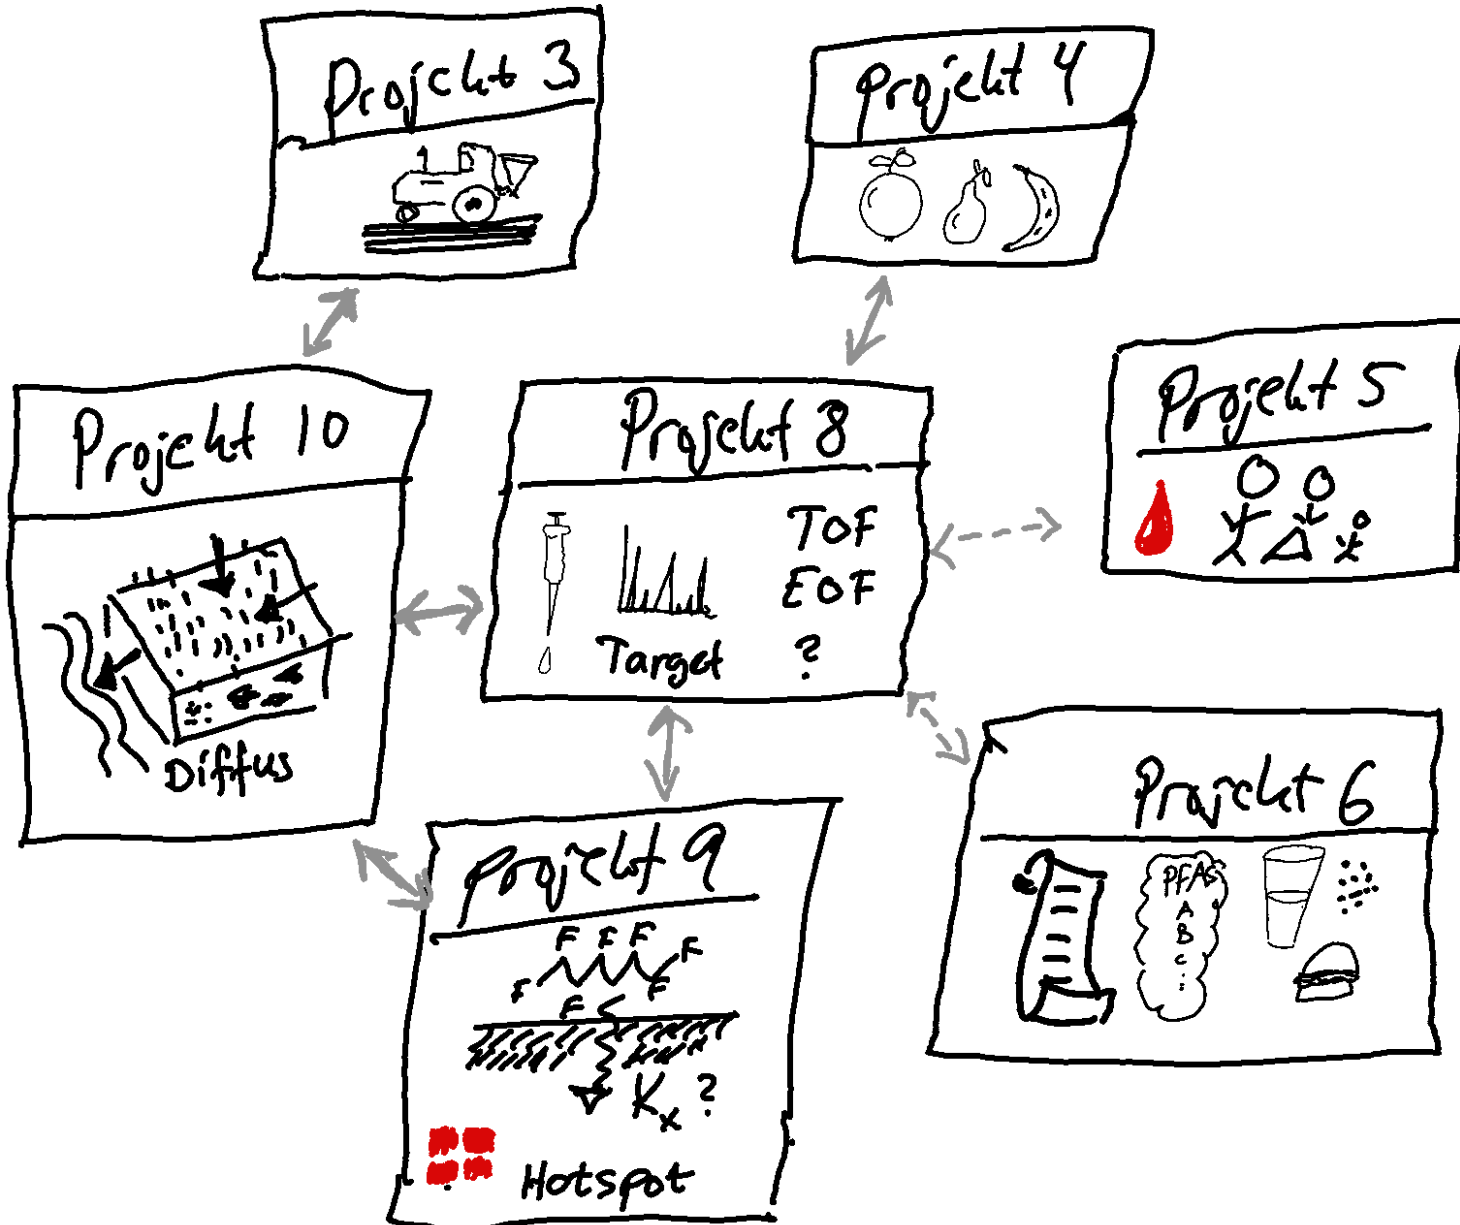 Projekt 3
Projekt 4
Projekt 5
Projekt 10
Diffus
Projekt 8
TOF
EOF
Target ?
Projekt 6
PFAS
A
B
C
:
Projekt 9
F F F F
F F
F
Kx ?
Hotspot